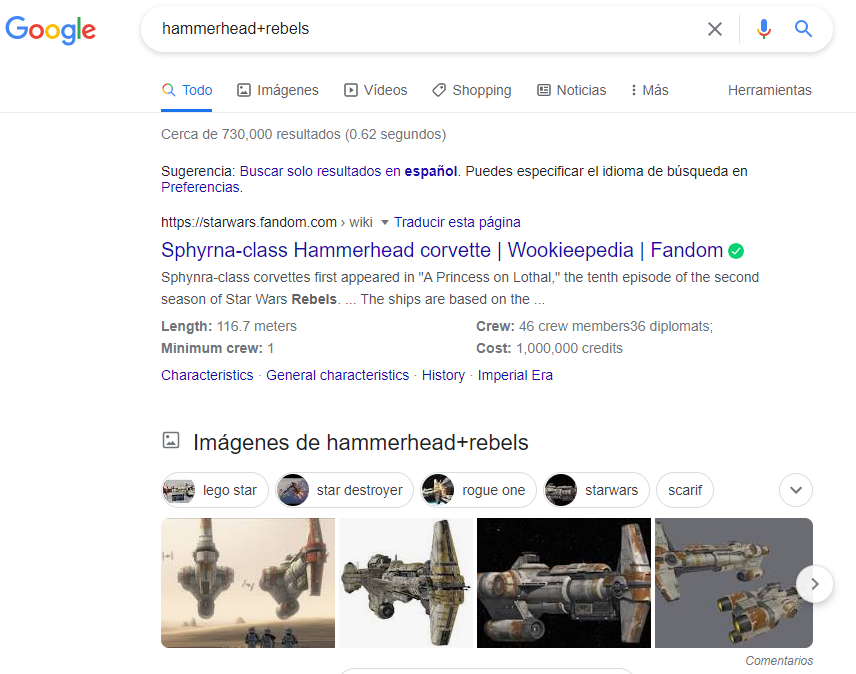 Google
hammerhead+rebels
Todo Imágenes Vídeos Shopping Noticias Más Herramientas
Cerca de 730,000 resultados (0.62 segundos)
Sugerencia: Buscar solo resultados en español. Puedes especificar el idioma de búsqueda en
Preferencias.
https://starwars.fandom.com › wiki Traducir esta página
Sphyrna-class Hammerhead corvette | Wookieepedia | Fandom
Sphynra-class corvettes first appeared in "A Princess on Lothal," the tenth episode of the second
season of Star Wars Rebels. ... The ships are based on the ...
Length: 116.7 meters Crew: 46 crew members36 diplomats;
Minimum crew: 1 Cost: 1,000,000 credits
Characteristics · General characteristics · History · Imperial Era
Imágenes de hammerhead+rebels
lego star star destroyer rogue one starwars scarif
Comentarios